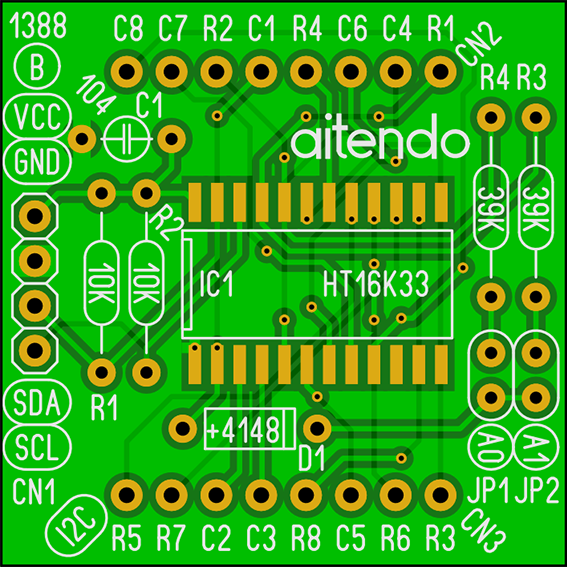 1388
C8 C7 R2 C1 R4 C6 C4 R1
CN2
B
104
C1
R4 R3
VCC
GND
aitendo
R2
39K 39K
10K 10K
IC1 HT16K33
SDA
R1
SCL
+4148
D1
A0 A1
CN1
JP1 JP2
I2C
R5 R7 C2 C3 R8 C5 R6 R3
CN3